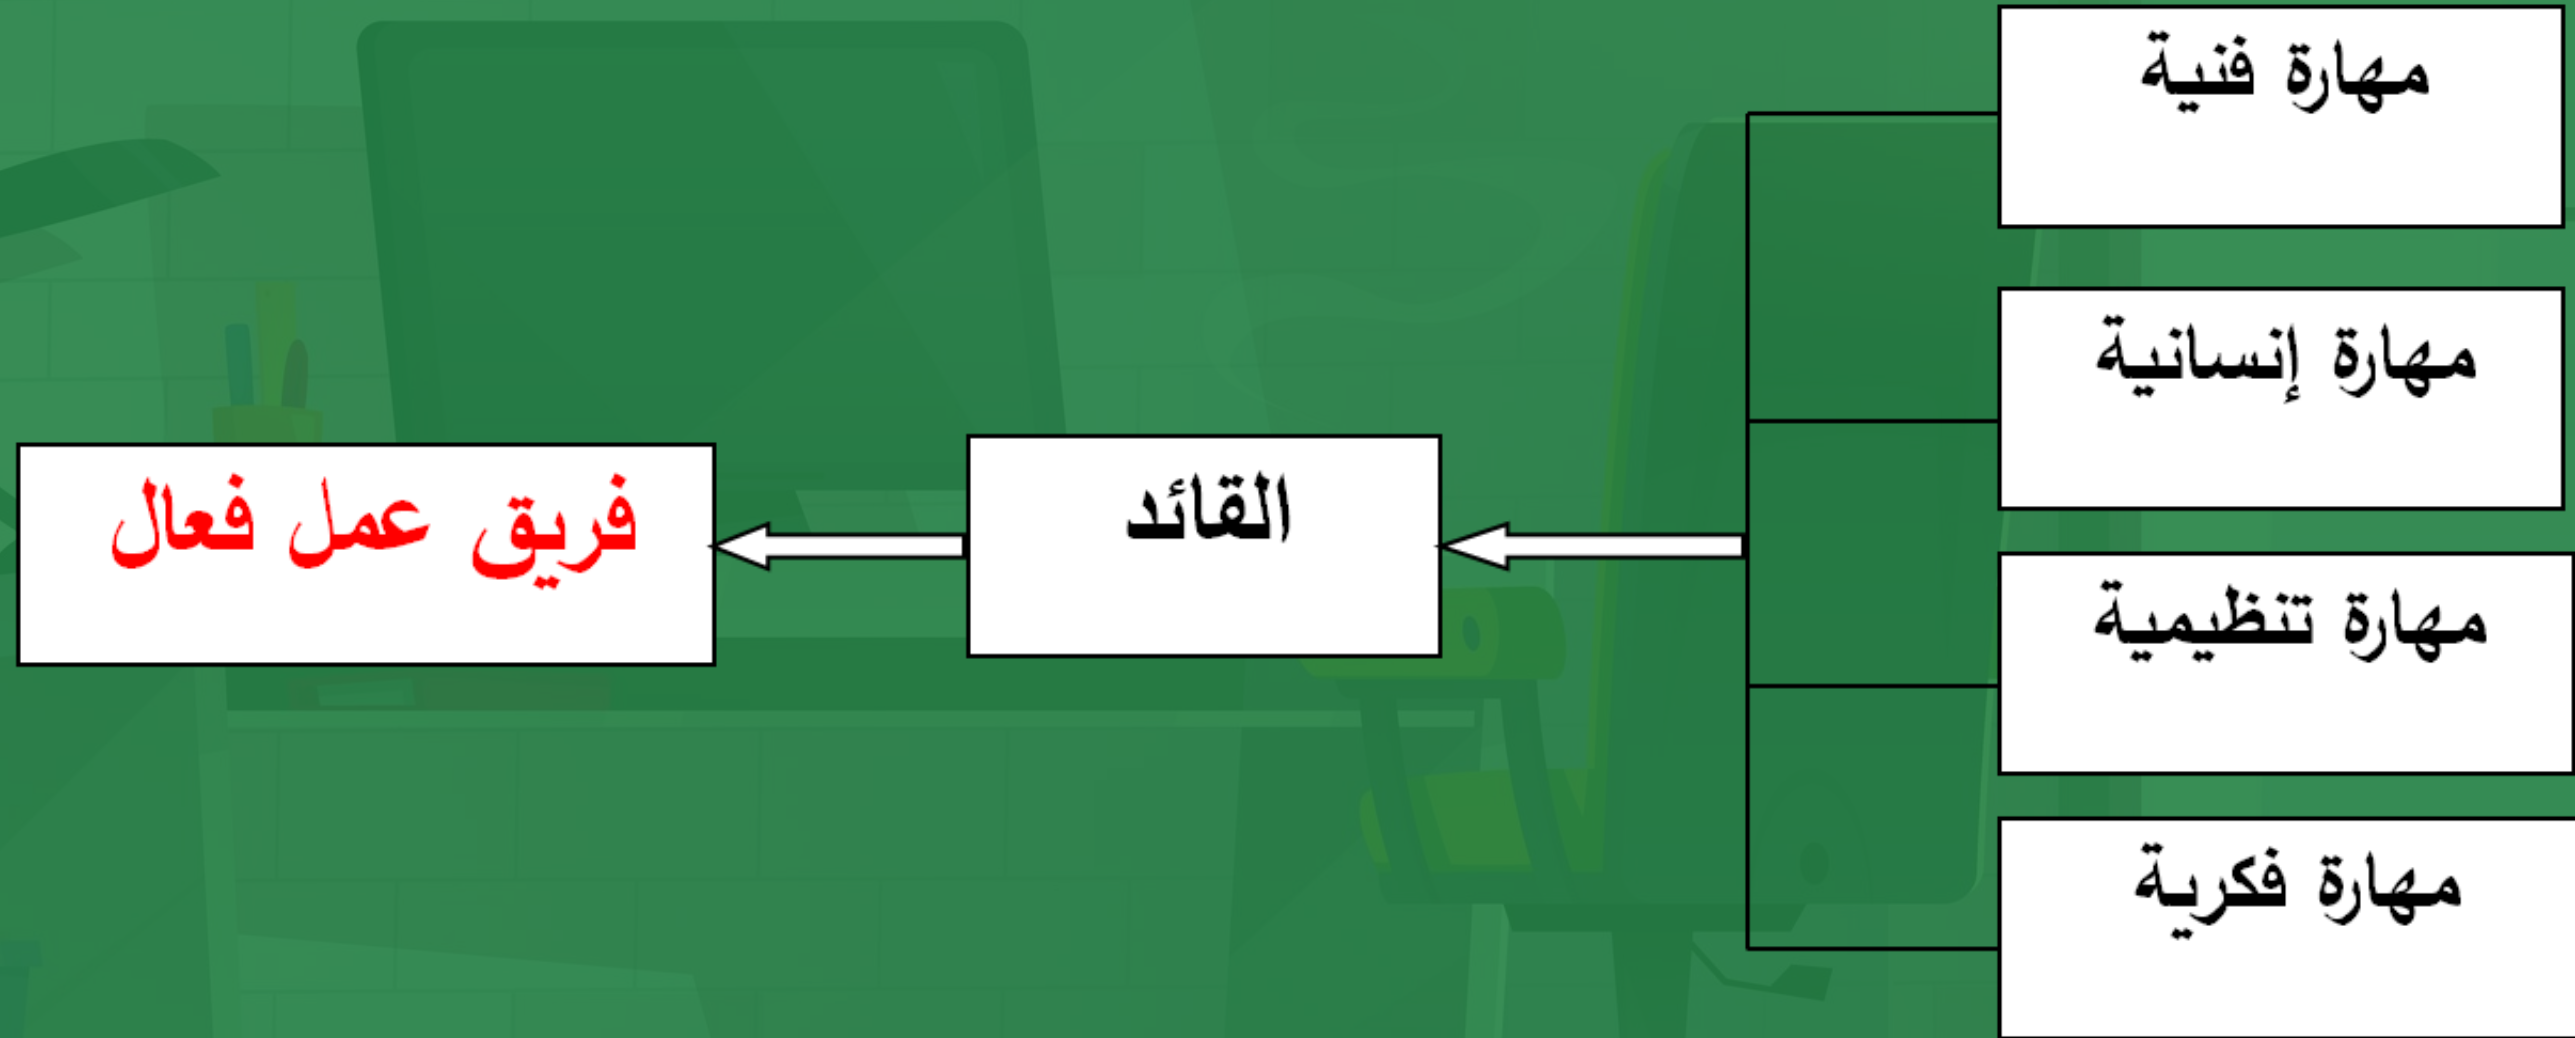 مهارة فنية
مهارة إنسانية
مهارة تنظيمية
مهارة فكرية
القائد
فريق عمل فعال